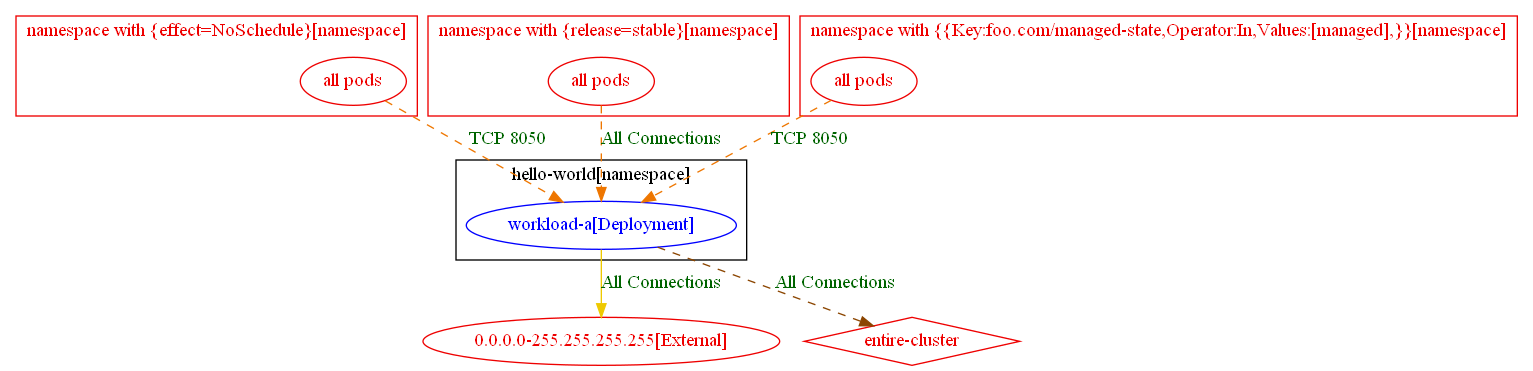 namespace with {effect=NoSchedule}[namespace]
namespace with {release=stable}[namespace]
namespace with {{Key:foo.com/managed-state,Operator:In,Values:[managed],}}[namespace]
all pods
all pods
all pods
TCP 8050
All Connections
TCP 8050
hello-world[namespace]
workload-a[Deployment]
All Connections
All Connections
0.0.0.0-255.255.255.255[External]
entire-cluster